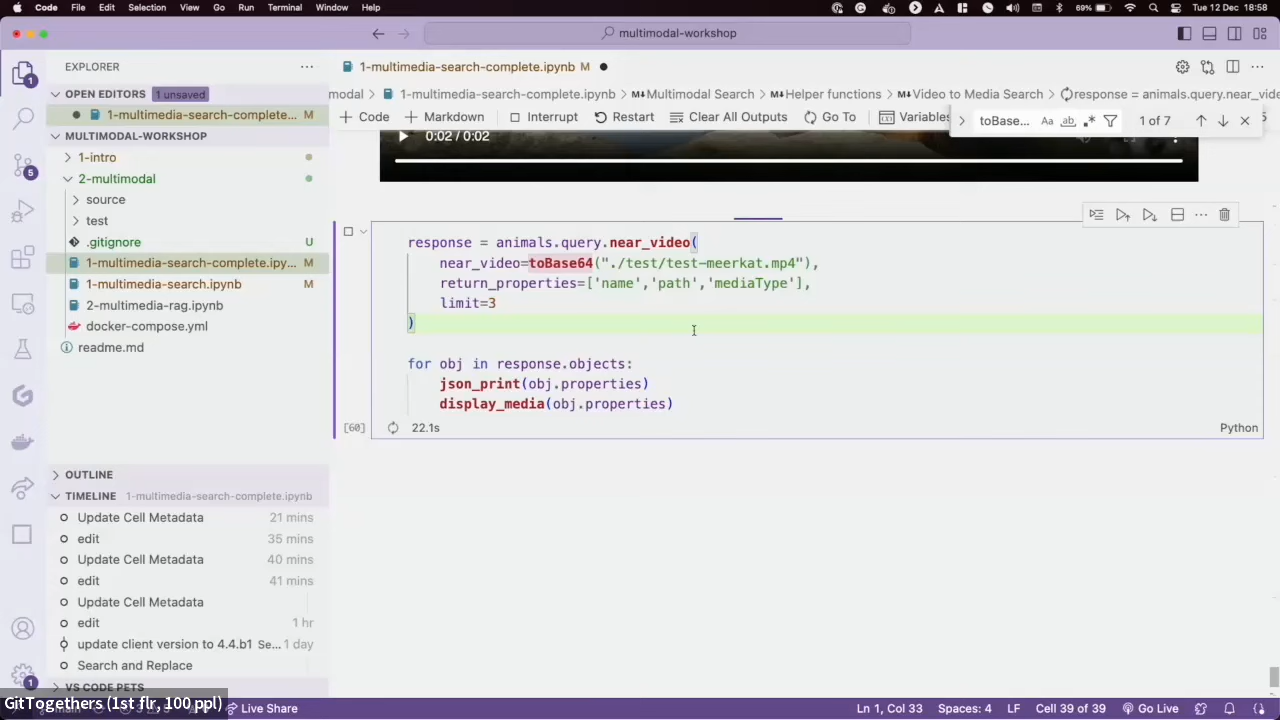 Code File Edit Selection View Go Run Terminal Window Help 69% Tue 12 Dec 18:58
multimodal-workshop
EXPLORER
1-multimedia-search-complete.ipynb M
OPEN EDITORS 1 unsaved
modal > 1-multimedia-search-complete.ipynb > Multimodal Search > Helper functions > Video to Media Search > response = animals.query.near_vide
1-multimedia-search-complete... M
+ Code + Markdown Interrupt Restart Clear All Outputs Go To Variables
toBase... Aa ab 1 of 7
MULTIMODAL-WORKSHOP
0:02 / 0:02
1-intro
2-multimodal
source
test
.gitignore U
1-multimedia-search-complete.ipy... M
1-multimedia-search.ipynb M
2-multimedia-rag.ipynb
docker-compose.yml
readme.md
response = animals.query.near_video(
near_video=toBase64("./test/test-meerkat.mp4"),
return_properties=['name','path','mediaType'],
limit=3
)
for obj in response.objects:
json_print(obj.properties)
display_media(obj.properties)
[60] 22.1s Python
OUTLINE
TIMELINE 1-multimedia-search-complete.ipynb
Update Cell Metadata 21 mins
edit 35 mins
Update Cell Metadata 40 mins
edit 41 mins
Update Cell Metadata
edit 1 hr
update client version to 4.4.b1 Se... 1 day
Search and Replace
VS CODE PETS
GitTogethers (1st flr, 100 ppl)
Live Share Ln 1, Col 33 Spaces: 4 LF Cell 39 of 39 Go Live